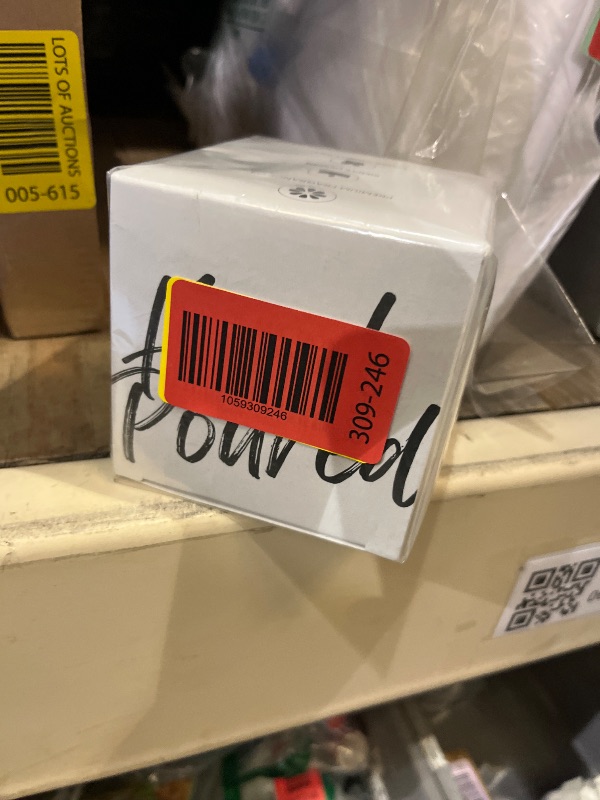 LOTS OF AUCTIONS
005-615
1059309246
309-246
Poured